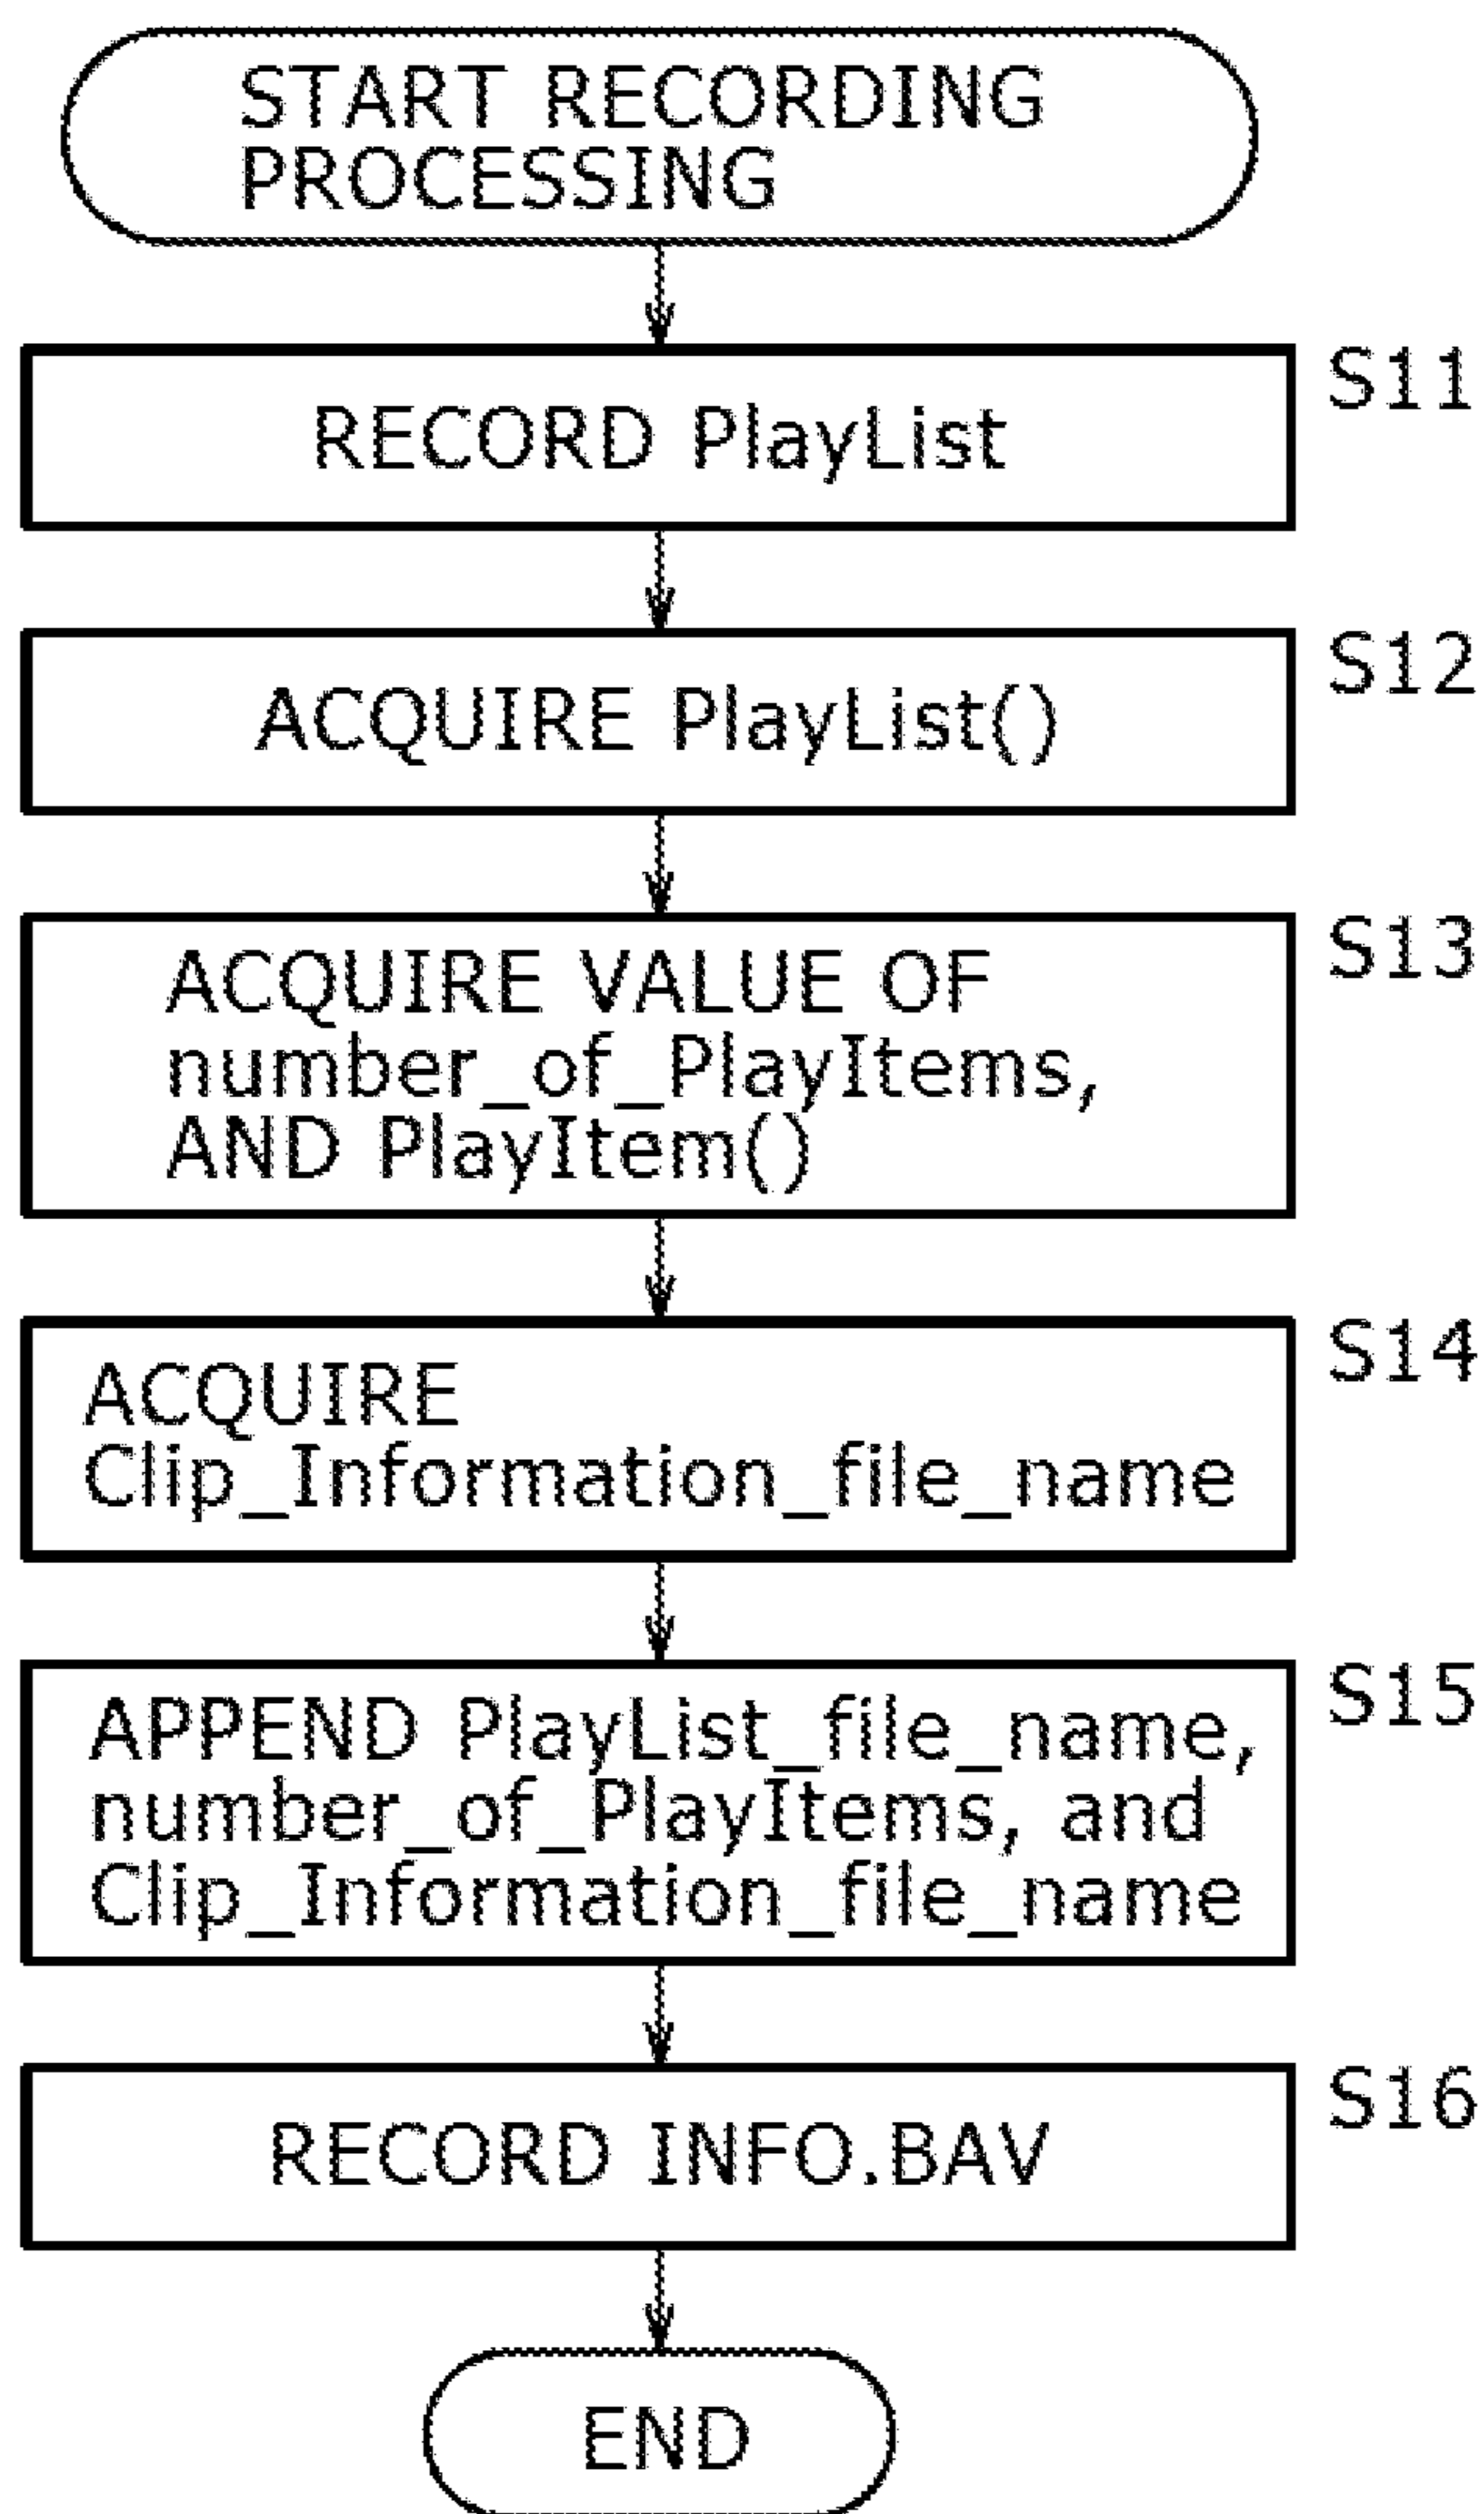 START RECORDING
PROCESSING
S11
RECORD PlayList
S12
ACQUIRE PlayList()
S13
ACQUIRE VALUE OF
number_of_PlayItems,
AND PlayItem()
S14
ACQUIRE
Clip_Information_file_name
S15
APPEND PlayList_file_name,
number_of_PlayItems, and
Clip_Information_file_name
S16
RECORD INFO.BAV
END